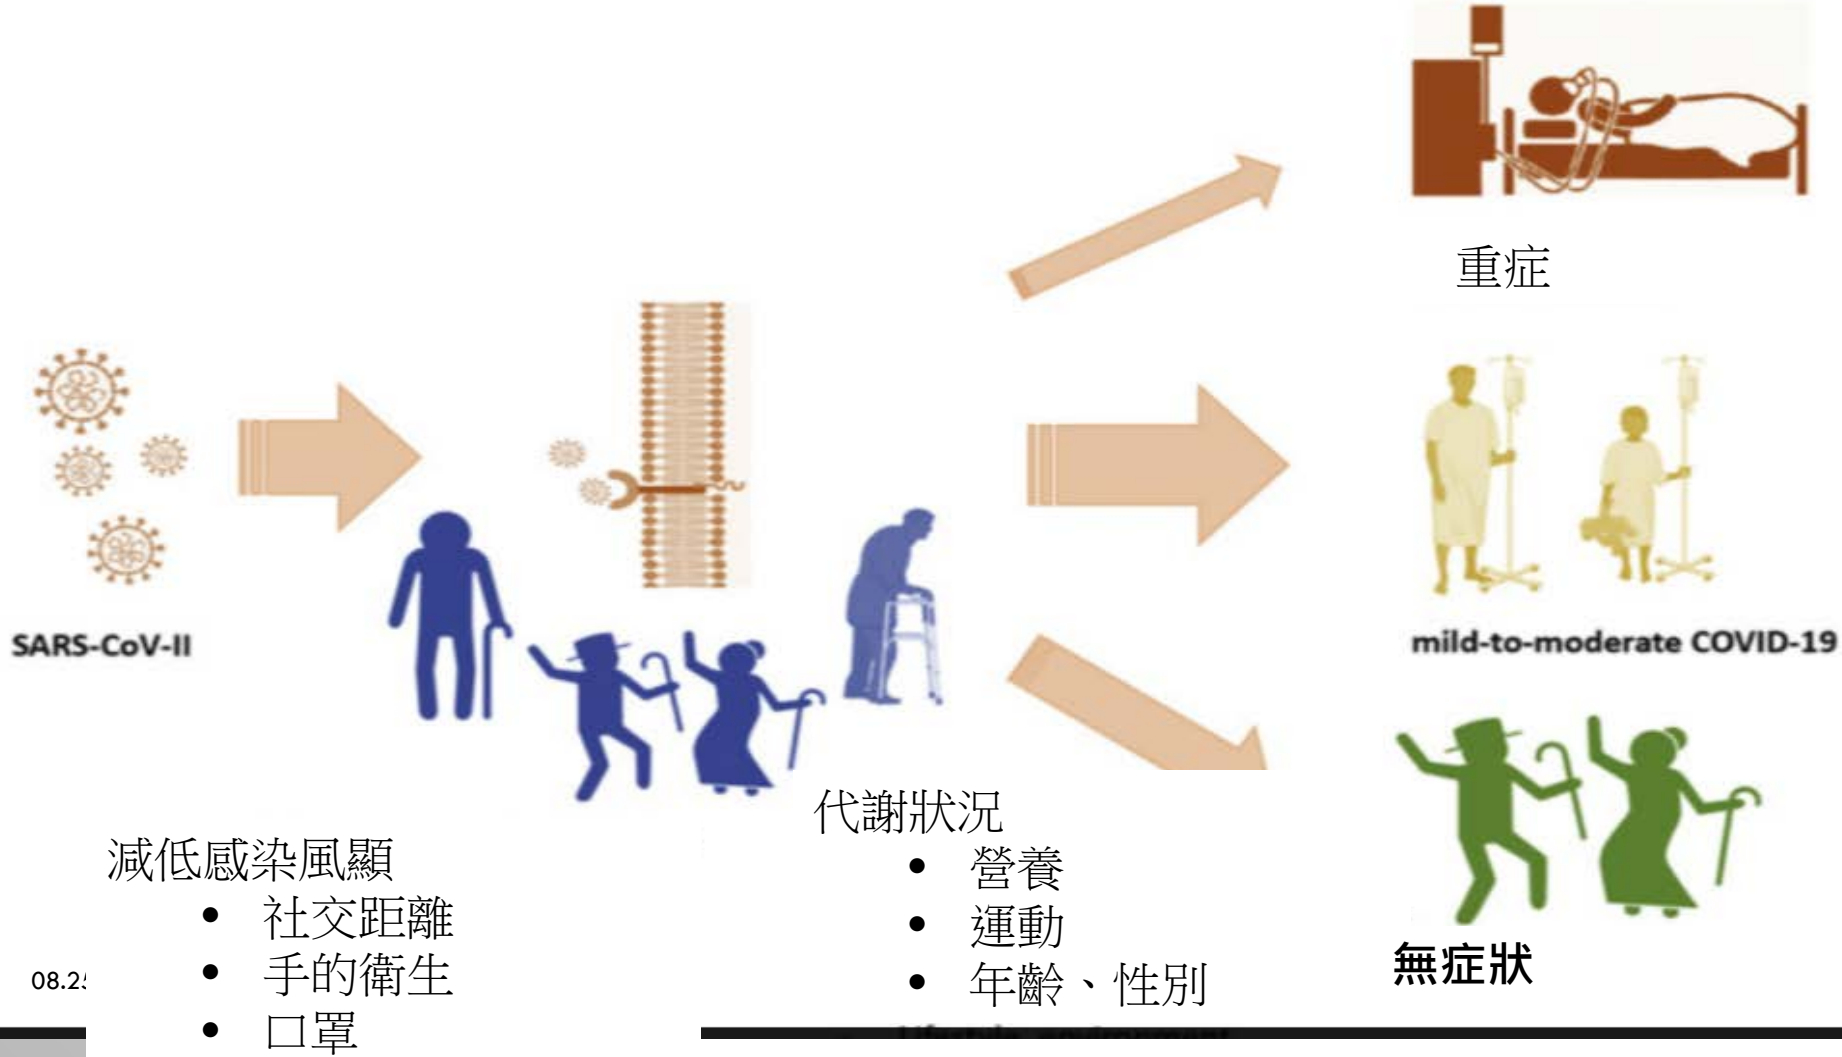 重症
SARS-CoV-II
mild-to-moderate COVID-19
減低感染風顯
• 社交距離
• 手的衛生
• 口罩
代謝狀況
• 營養
• 運動
• 年齡、性別
無症狀